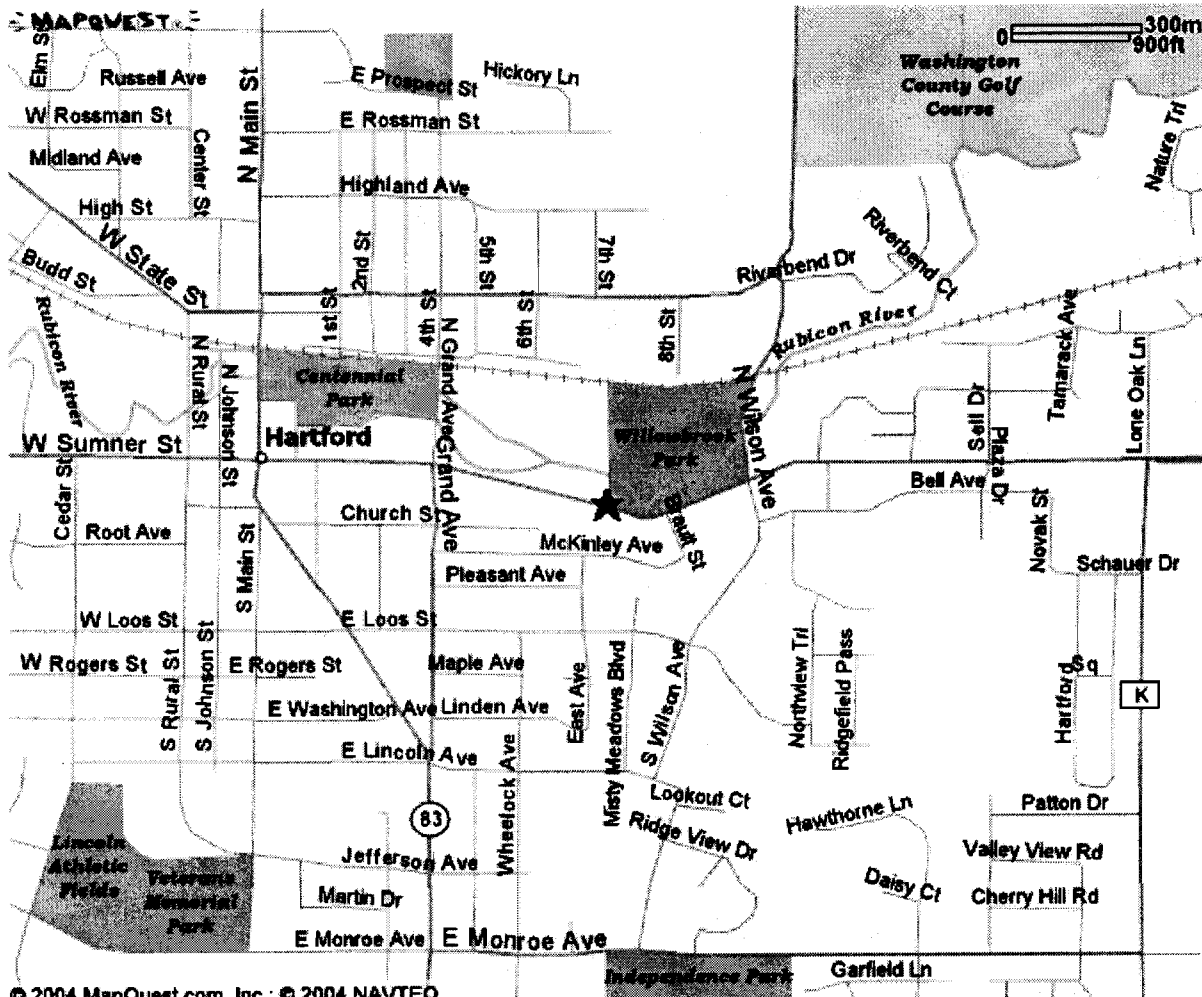 MAPQUEST
0 300m
900ft
Elm St
Russell Ave
W Rossman St
Midland Ave
High St
Center St
N Main St
E Prospect St
Hickory Ln
E Rossman St
Highland Ave
Washington
County Golf
Course
Nature Trl
W State St
Budd St
2nd St
5th St
7th St
Riverbend Dr
Riverbend Ct
Rubicon River
1st St
4th St
6th St
8th St
Rubicon River
N Rural St
N Johnson St
N Grand Ave
Centennial
Park
Willowbrook
Park
N Wilson Ave
Sell Dr
Tamarack Ave
Lone Oak Ln
W Sumner St
Hartford
Grand Ave
Plaza Dr
Bell Ave
Cedar St
Church St
Brault St
Novak St
Root Ave
McKinley Ave
S Main St
Pleasant Ave
Schauer Dr
W Loos St
E Loos St
W Rogers St
E Rogers St
Maple Ave
S Rural St
S Johnson St
E Washington Ave
Linden Ave
East Ave
Misty Meadows Blvd
S Wilson Ave
Northview Trl
Ridgefield Pass
Hartford Sq
K
E Lincoln Ave
Wheelock Ave
Lookout Ct
Hawthorne Ln
Patton Dr
83
Ridge View Dr
Lincoln
Athletic
Fields
Veterans
Memorial
Park
Jefferson Ave
Valley View Rd
Martin Dr
Daisy Ct
Cherry Hill Rd
E Monroe Ave
E Monroe Ave
Independence Park
Garfield Ln
© 2004 MapQuest.com, Inc.; © 2004 NAVTEQ